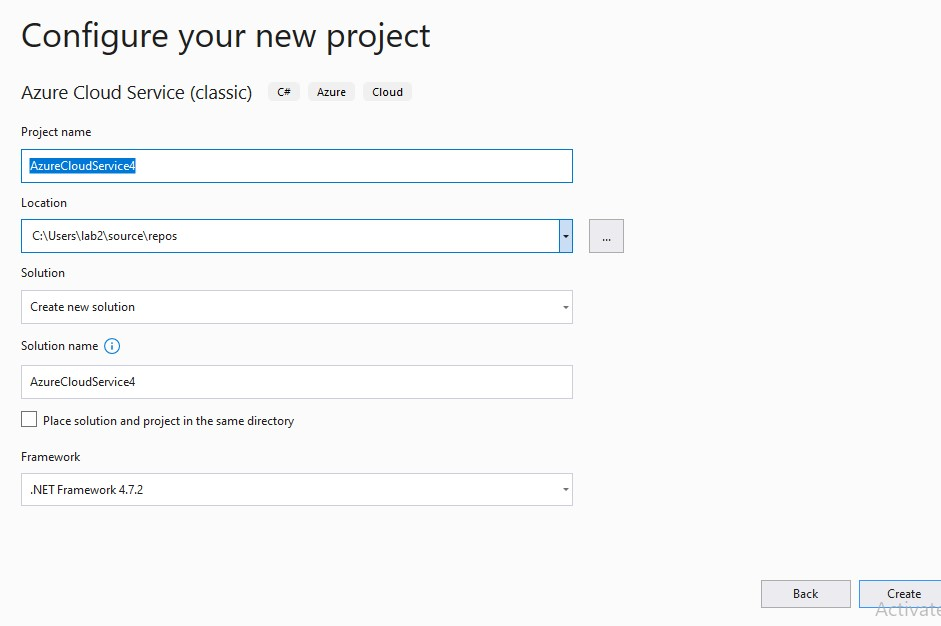 Configure your new project
Azure Cloud Service (classic) C# Azure Cloud
Project name
AzureCloudService4
Location
C:\Users\lab2\source\repos
...
Solution
Create new solution
Solution name
AzureCloudService4
Place solution and project in the same directory
Framework
.NET Framework 4.7.2
Back Create
Activate